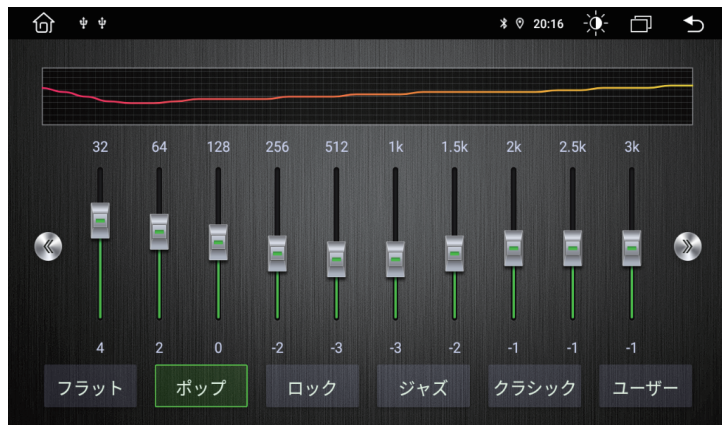 20:16
32 64 128 256 512 1k 1.5k 2k 2.5k 3k
4 2 0 -2 -3 -3 -2 -1 -1 -1
フラット ポップ ロック ジャズ クラシック ユーザー